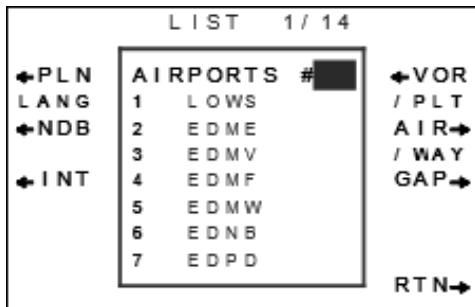 LIST 1/14
←PLN AIRPORTS # ←VOR
LANG 1 LOWS / PLT
←NDB 2 EDME AIR→
3 EDMV / WAY
←INT 4 EDMF GAP→
5 EDMW
6 EDNB
7 EDPD
RTN→